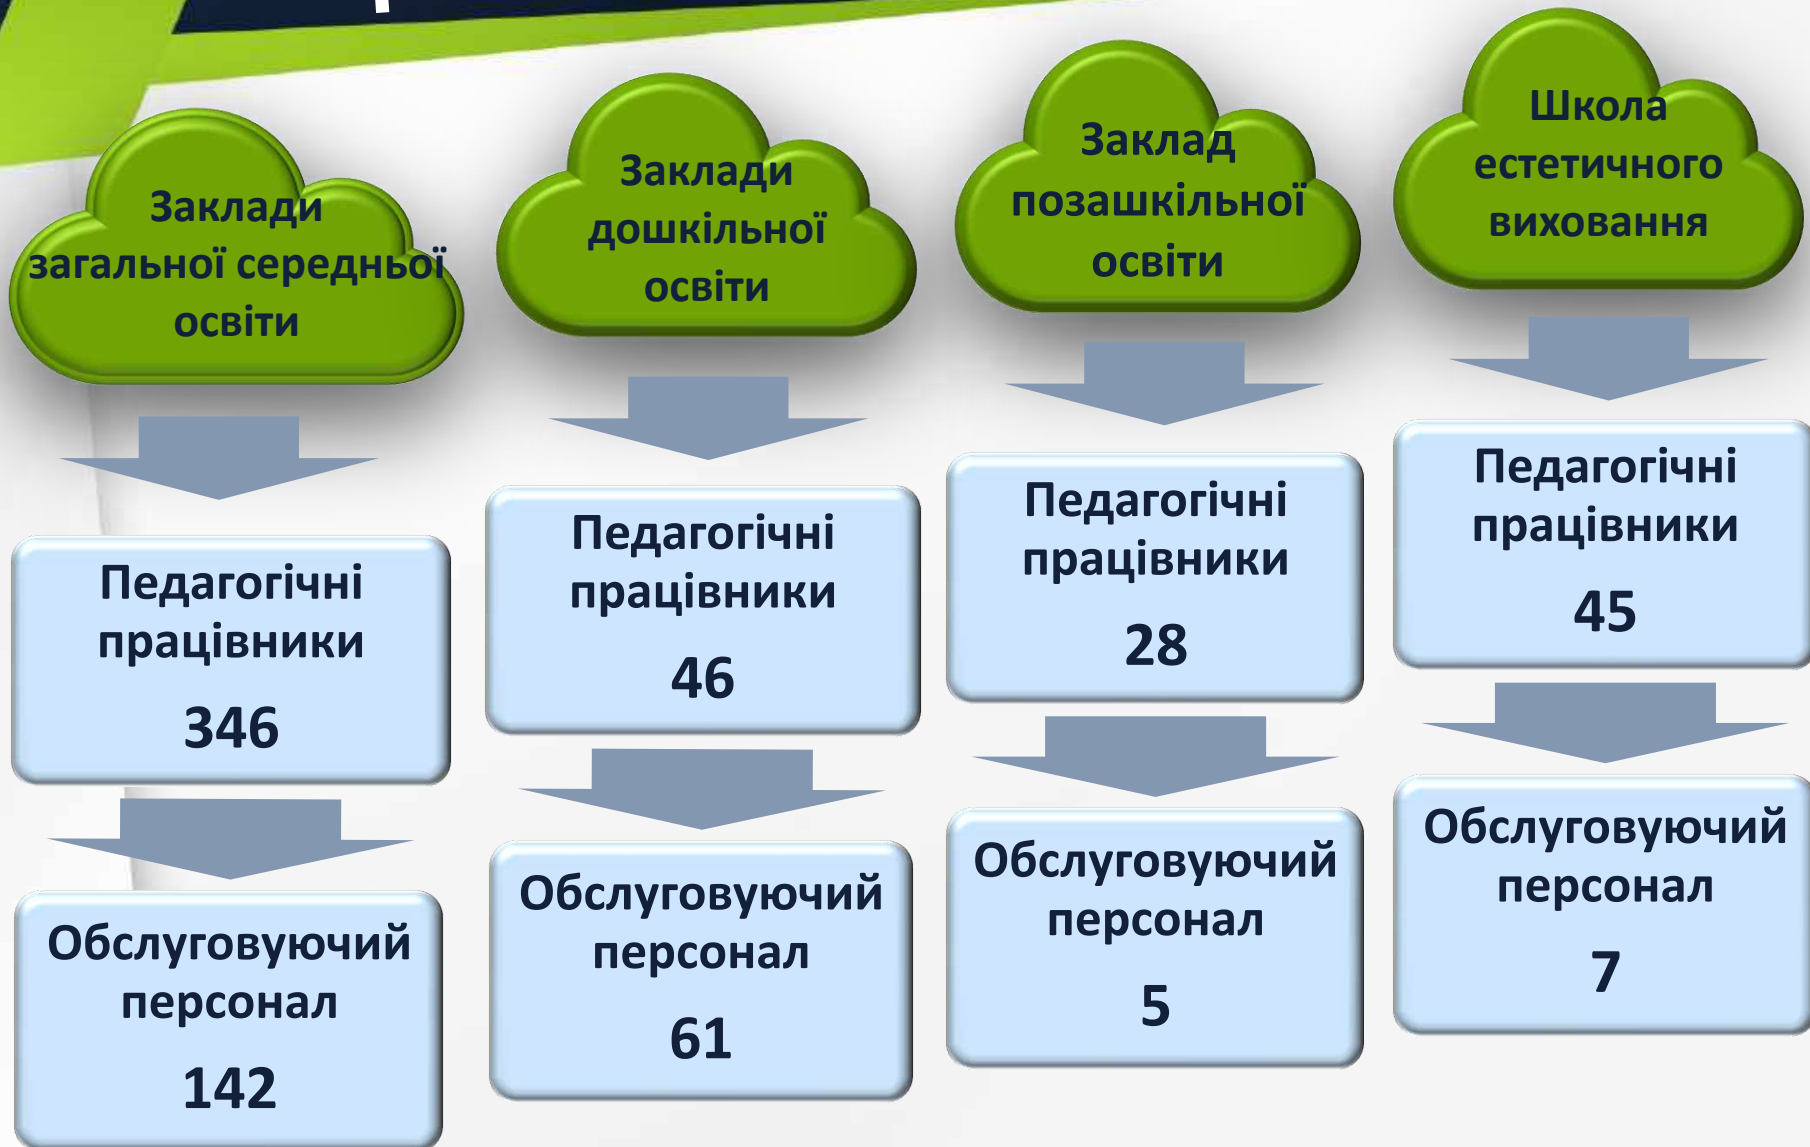 Заклади
загальної середньої
освіти
Педагогічні
працівники
346
Обслуговуючий
персонал
142
Заклади
дошкільної
освіти
Педагогічні
працівники
46
Обслуговуючий
персонал
61
Заклад
позашкільної
освіти
Педагогічні
працівники
28
Обслуговуючий
персонал
5
Школа
естетичного
виховання
Педагогічні
працівники
45
Обслуговуючий
персонал
7